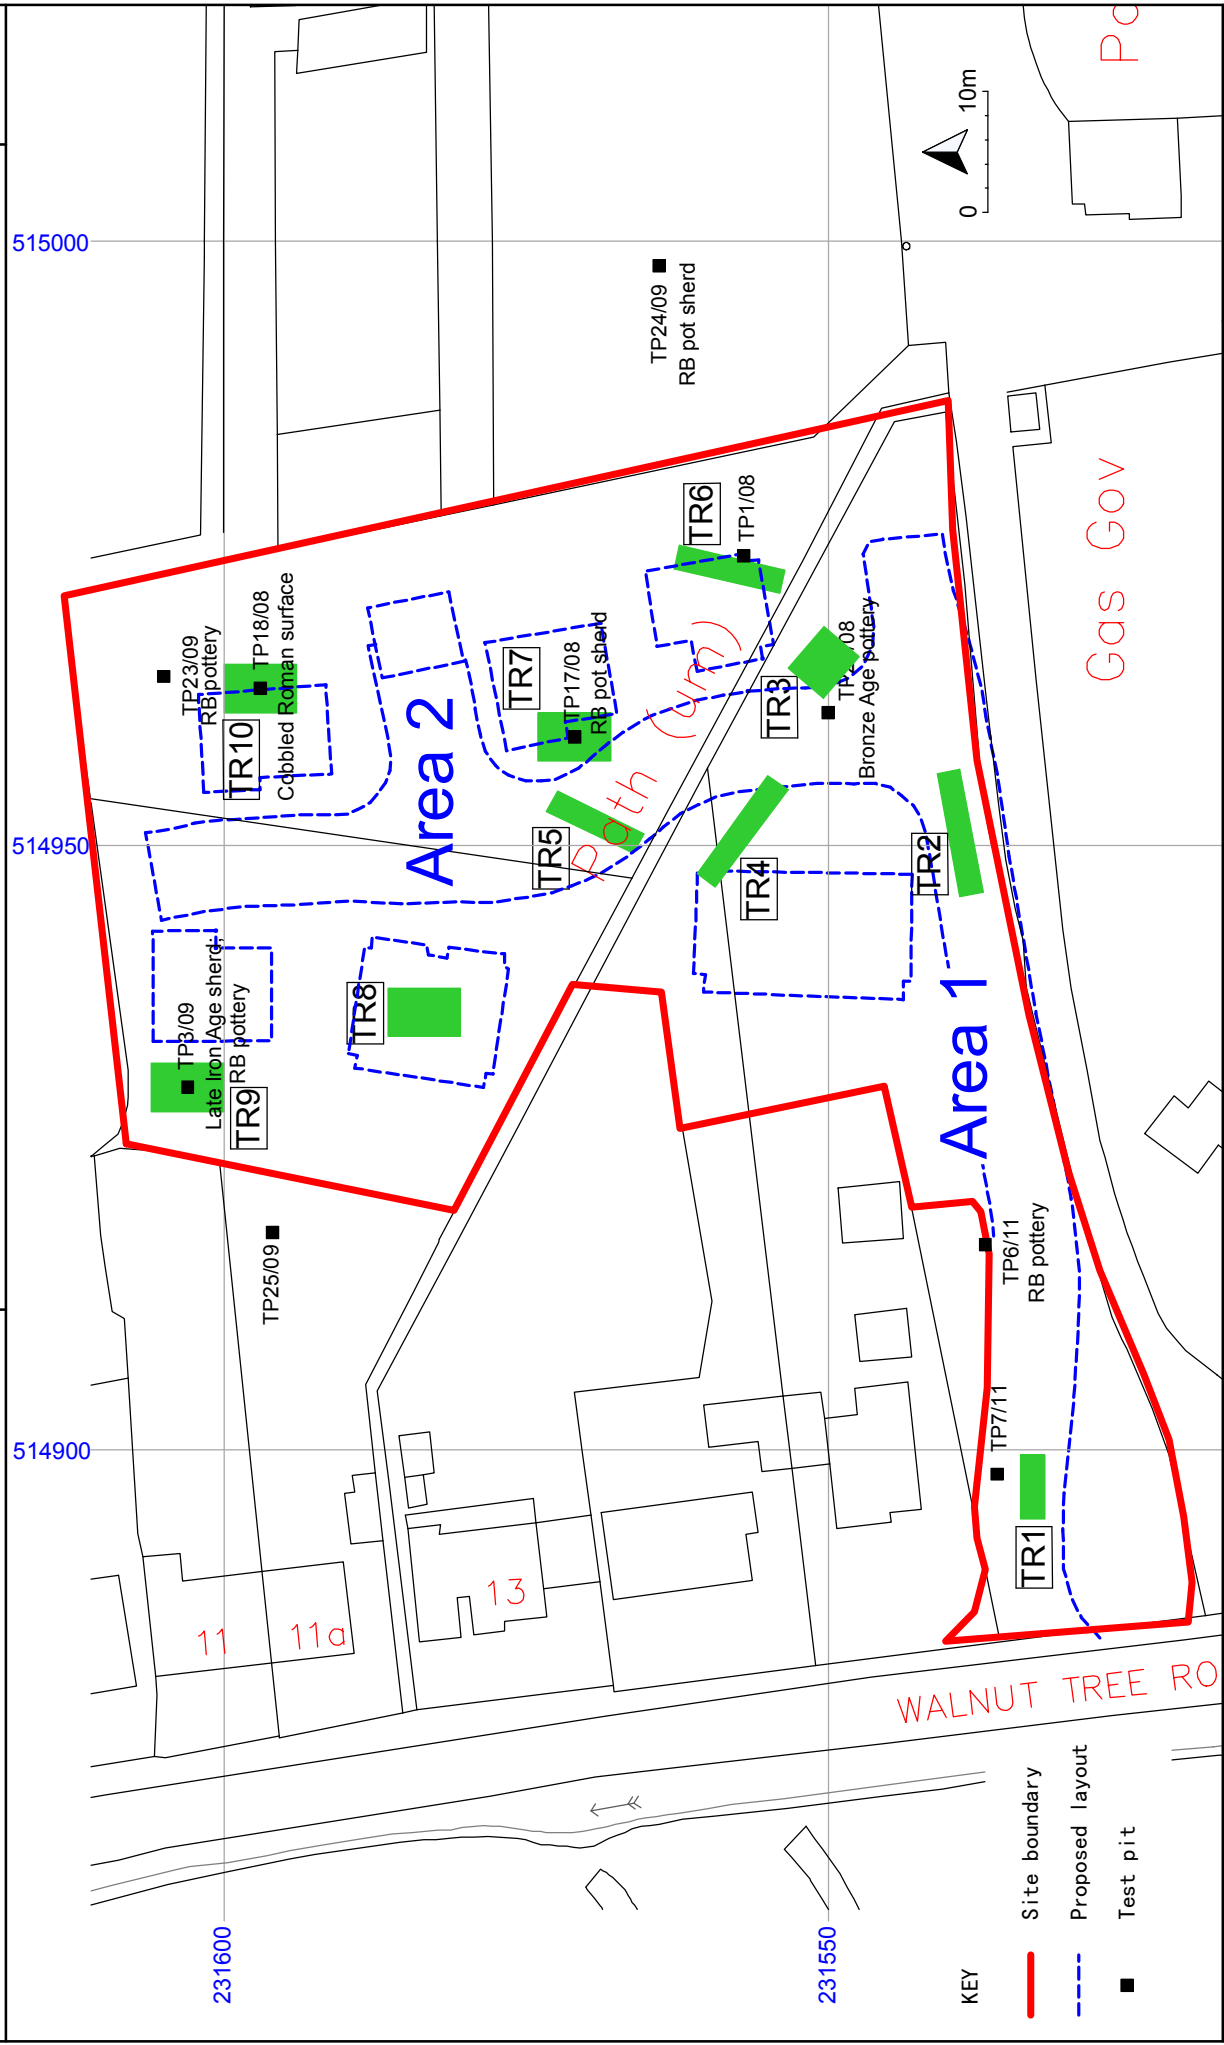 515000
514950
514900
231600
231550
TP23/09
RB pottery
TP18/08
Cobbled Roman surface
TR10
TP3/09
Late Iron Age sherd,
RB pottery
TR9
TP25/09
TR8
Area 2
TR7
TP17/08
RB pot sherd
TR5
Path (um)
TR6
TP1/08
TP24/09
RB pot sherd
TR3
Bronze Age pottery
TR4
TR2
Area 1
TP6/11
RB pottery
TP7/11
TR1
11
11a
13
Gas Gov
Po
WALNUT TREE RO
0
10m
KEY
Site boundary
Proposed layout
Test pit